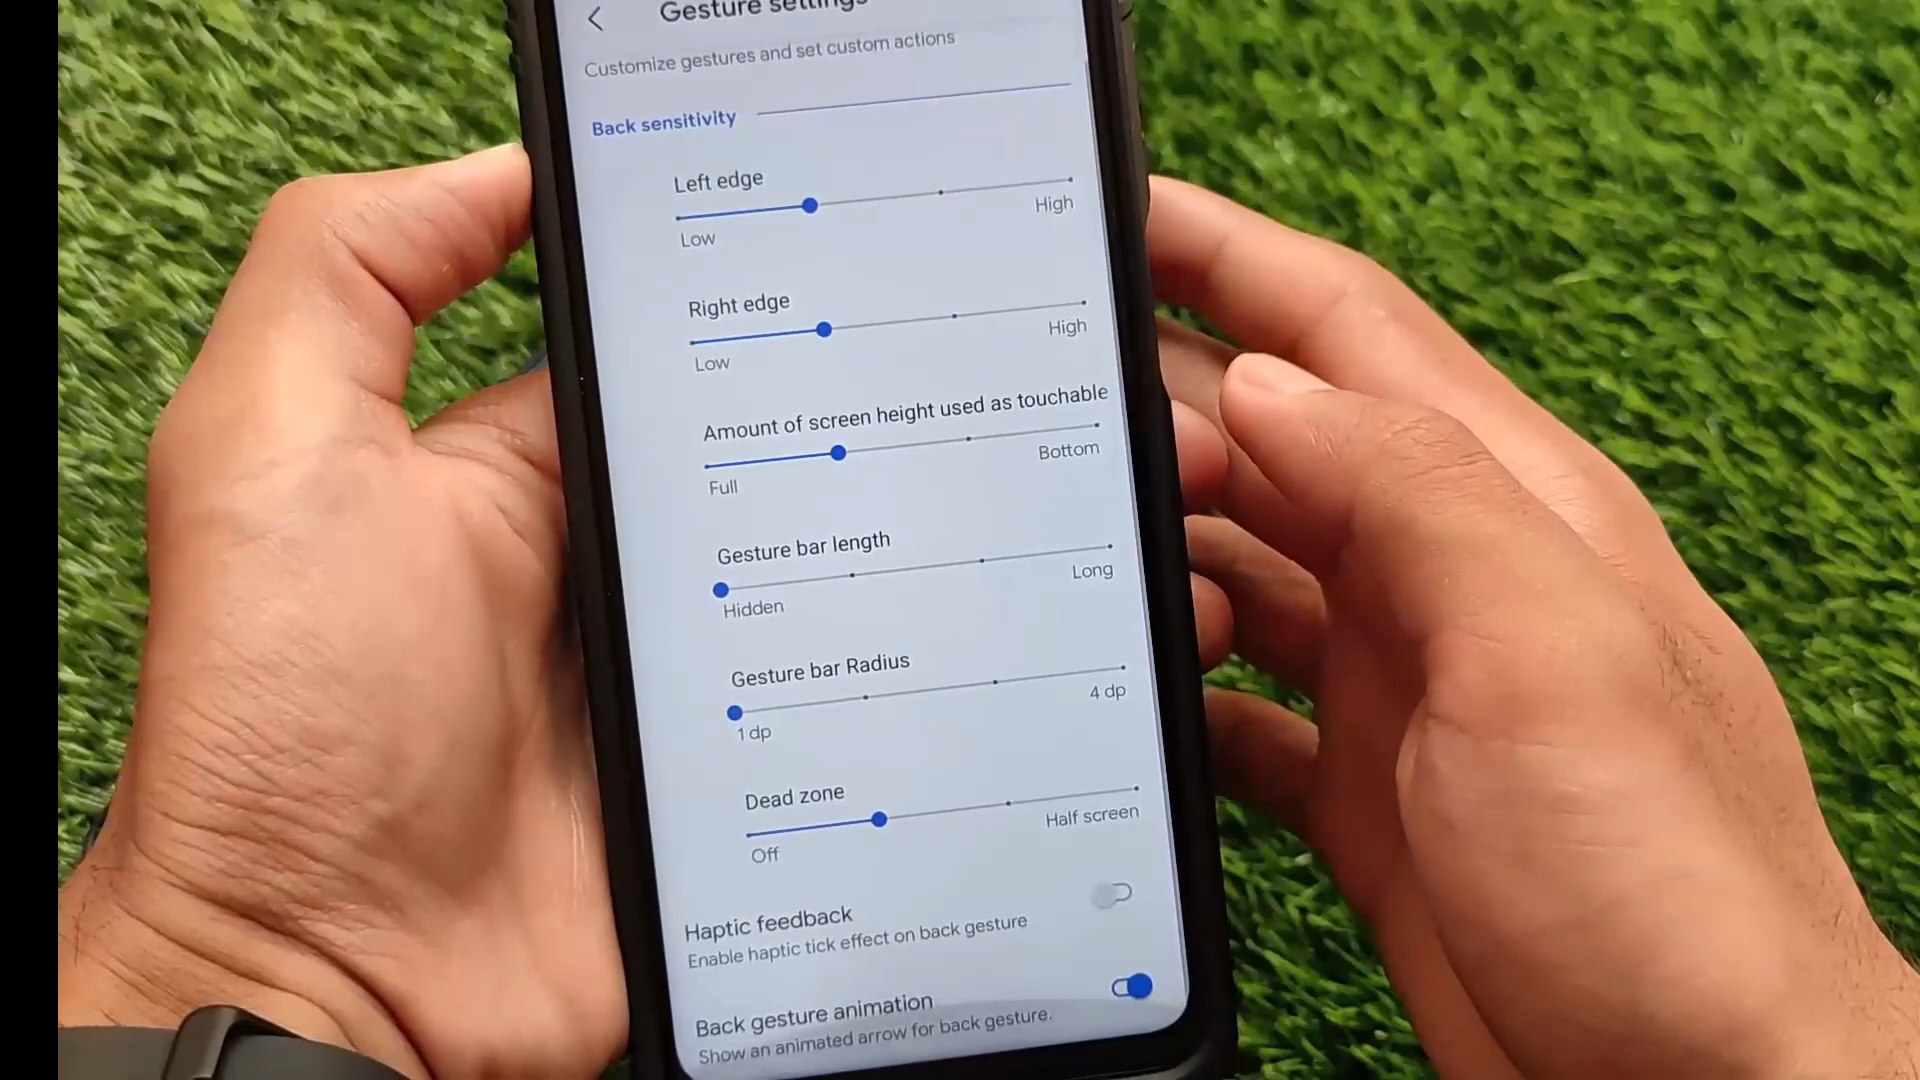 Gesture settings
Customize gestures and set custom actions
Back sensitivity
Left edge
Low
High
Right edge
Low
High
Amount of screen height used as touchable
Full
Bottom
Gesture bar length
Hidden
Long
Gesture bar Radius
1 dp
4 dp
Dead zone
Off
Half screen
Haptic feedback
Enable haptic tick effect on back gesture
Back gesture animation
Show an animated arrow for back gesture.